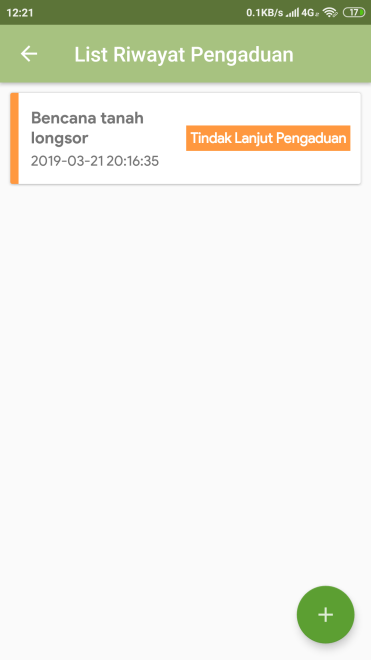 12:21
0.1KB/s 4G 17
List Riwayat Pengaduan
Bencana tanah
longsor
Tindak Lanjut Pengaduan
2019-03-21 20:16:35